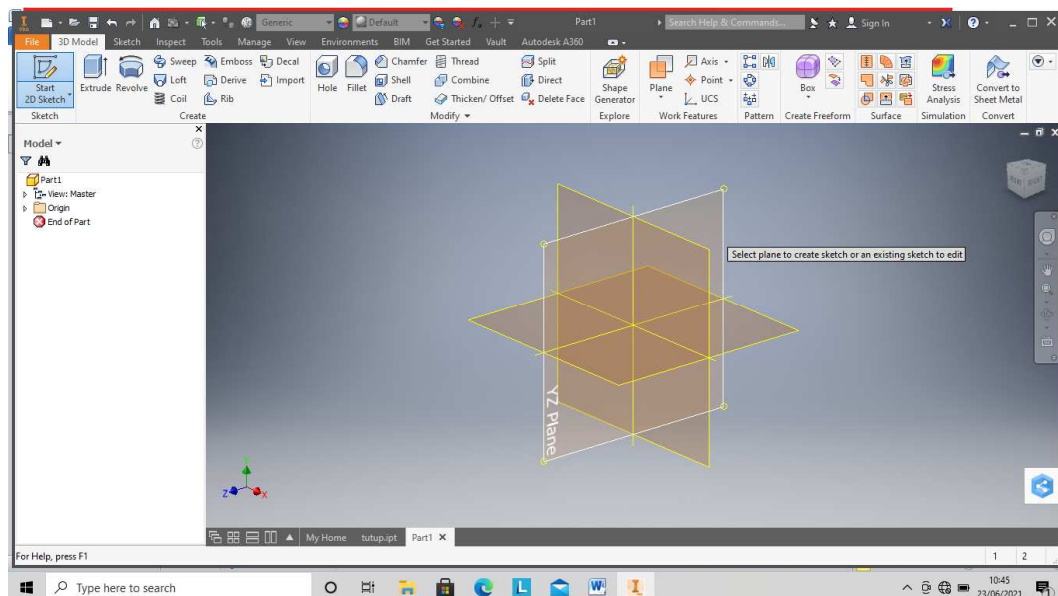 Generic Default Part1 Search Help & Commands... Sign In
File 3D Model Sketch Inspect Tools Manage View Environments BIM Get Started Vault Autodesk A360
Start 2D Sketch
Extrude Revolve
Sweep Emboss Decal
Loft Derive Import
Coil Rib
Hole Fillet
Chamfer Thread Split
Shell Combine Direct
Draft Thicken/ Offset Delete Face
Shape Generator
Plane
Axis
Point
UCS
Box
Stress Analysis
Convert to Sheet Metal
Sketch Create Modify Explore Work Features Pattern Create Freeform Surface Simulation Convert
Model
Part1
View: Master
Origin
End of Part
Select plane to create sketch or an existing sketch to edit
YZ Plane
Y
Z X
My Home tutup.ipt Part1
For Help, press F1 1 2
Type here to search
10:45
23/06/2021